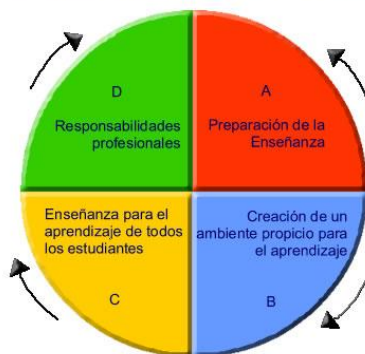 D
Responsabilidades
profesionales
A
Preparación de la
Enseñanza
Enseñanza para el
aprendizaje de todos
los estudiantes
C
Creación de un
ambiente propicio para
el aprendizaje
B